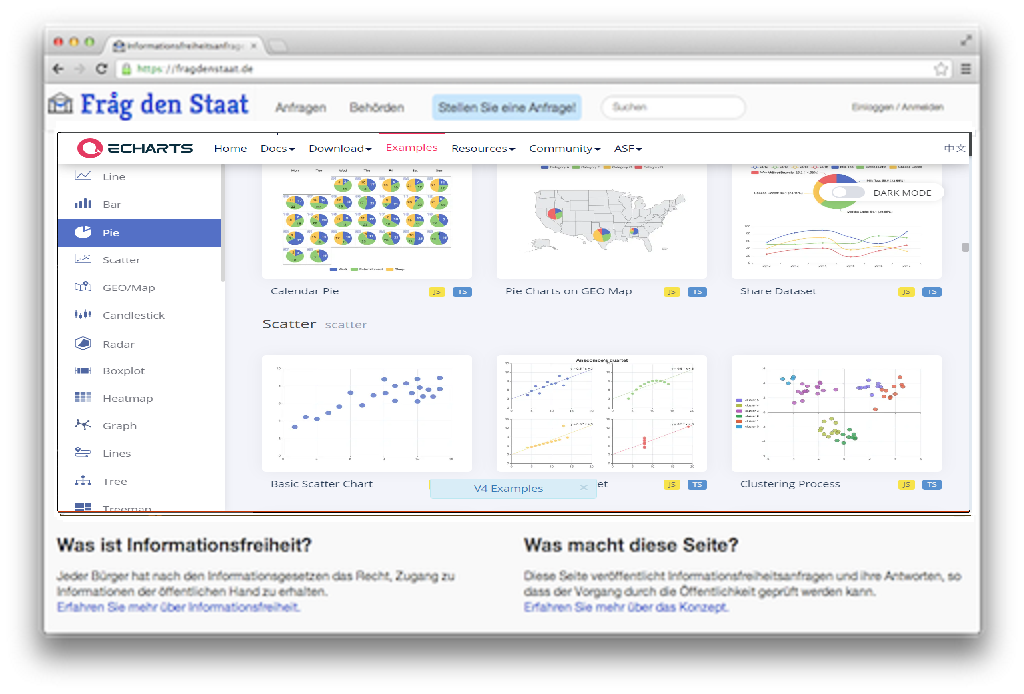 Informationsfreiheitsanfrage
https://fragdenstaat.de
Fråg den Staat
Anfragen
Behörden
Stellen Sie eine Anfrage!
Suchen
Einloggen / Anmelden
ECHARTS
Home
Docs
Download
Examples
Resources
Community
ASF
中文
Line
Bar
Pie
Scatter
GEO/Map
Candlestick
Radar
Boxplot
Heatmap
Graph
Lines
Tree
Treemap
DARK MODE
Calendar Pie
JS
TS
Pie Charts on GEO Map
JS
TS
Share Dataset
JS
TS
Scatter scatter
Anscombe's quartet
Basic Scatter Chart
V4 Examples
et
JS
TS
Clustering Process
JS
TS
Was ist Informationsfreiheit?
Jeder Bürger hat nach den Informationsgesetzen das Recht, Zugang zu
Informationen der öffentlichen Hand zu erhalten.
Erfahren Sie mehr über Informationsfreiheit.
Was macht diese Seite?
Diese Seite veröffentlicht Informationsfreiheitsanfragen und ihre Antworten, so
dass der Vorgang durch die Öffentlichkeit geprüft werden kann.
Erfahren Sie mehr über das Konzept.